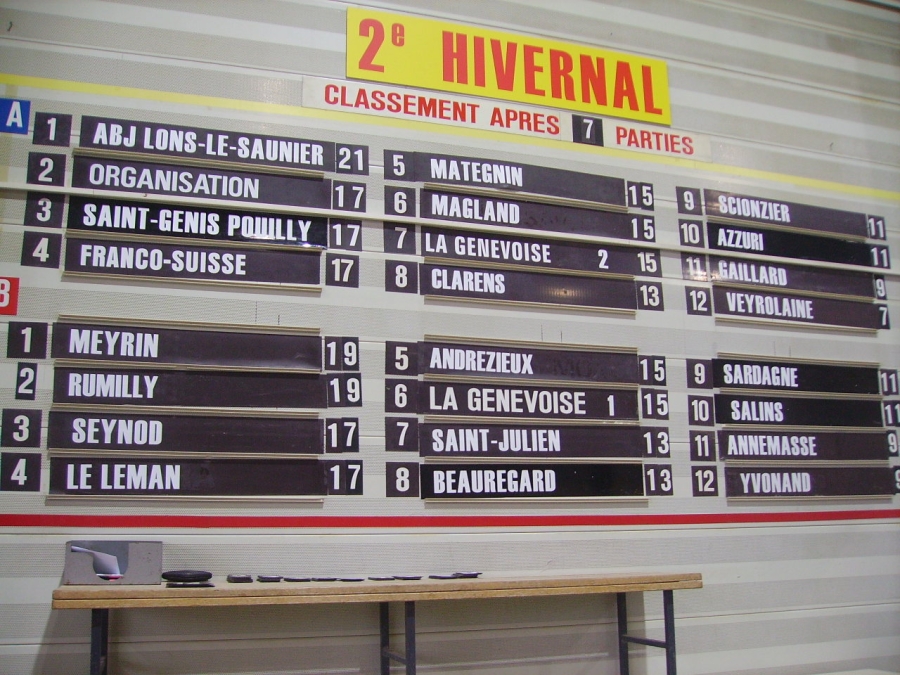 2e HIVERNAL
CLASSEMENT APRES 7 PARTIES
A
1 ABJ LONS-LE-SAUNIER 21
2 ORGANISATION 17
3 SAINT-GENIS POUILLY 17
4 FRANCO-SUISSE 17
5 MATEGNIN 15
6 MAGLAND 15
7 LA GENEVOISE 2 15
8 CLARENS 13
9 SCIONZIER 11
10 AZZURI 11
11 GAILLARD 9
12 VEYROLAINE 7
B
1 MEYRIN 19
2 RUMILLY 19
3 SEYNOD 17
4 LE LEMAN 17
5 ANDREZIEUX 15
6 LA GENEVOISE 1 15
7 SAINT-JULIEN 13
8 BEAUREGARD 13
9 SARDAGNE 11
10 SALINS 11
11 ANNEMASSE 9
12 YVONAND 9